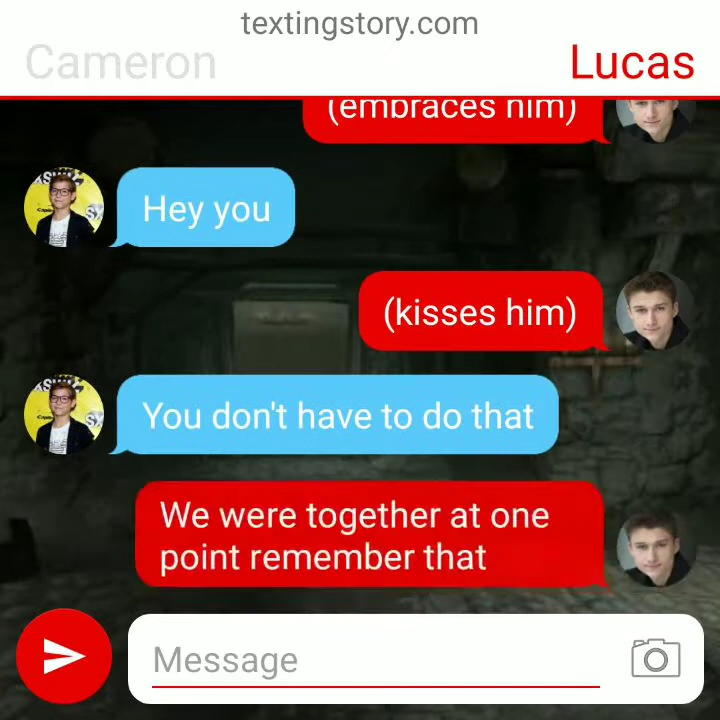 textingstory.com
Cameron
Lucas
(embraces him)
Hey you
(kisses him)
You don't have to do that
We were together at one
point remember that
Message